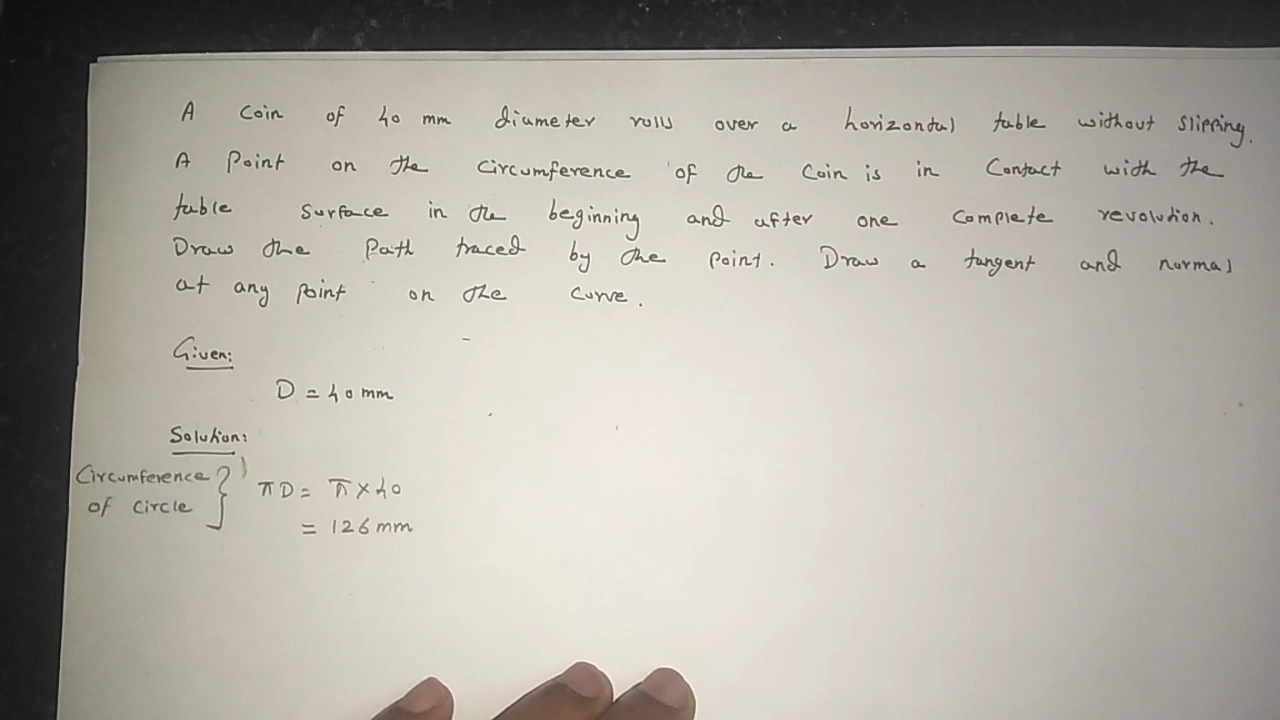 A Coin of 40 mm diameter rolls over a horizontal table without slipping.
A Point on the Circumference of the Coin is in Contact with the
table surface in the beginning and after one Complete revolution.
Draw the Path traced by the point. Draw a tangent and normal
at any point on the Curve.
Given:
D = 40 mm
Solution:
Circumference of Circle } πD = π × 40
= 126 mm